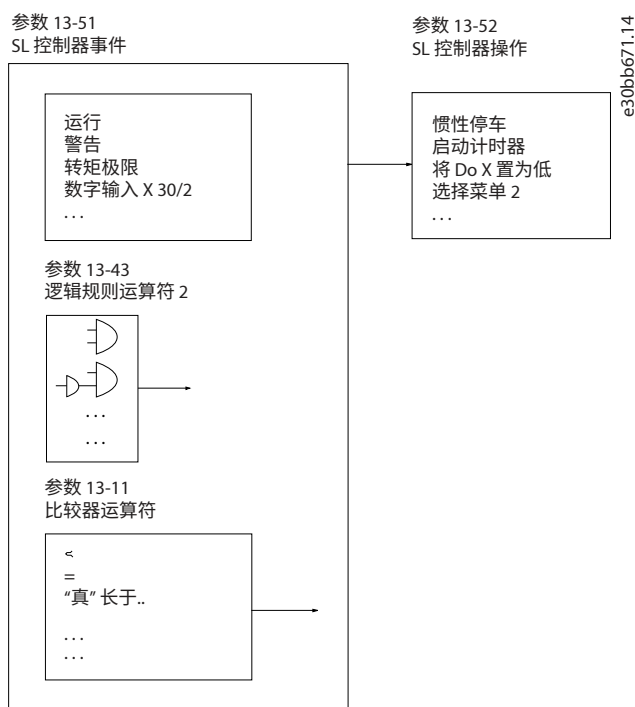 参数 13-51
SL 控制器事件
参数 13-52
SL 控制器操作
e30bb671.14
运行
警告
转矩极限
数字输入 X 30/2
. . .
惯性停车
启动计时器
将 Do X 置为低
选择菜单 2
. . .
参数 13-43
逻辑规则运算符 2
. . .
. . .
参数 13-11
比较器运算符
<
=
“真” 长于..
. . .
. . .